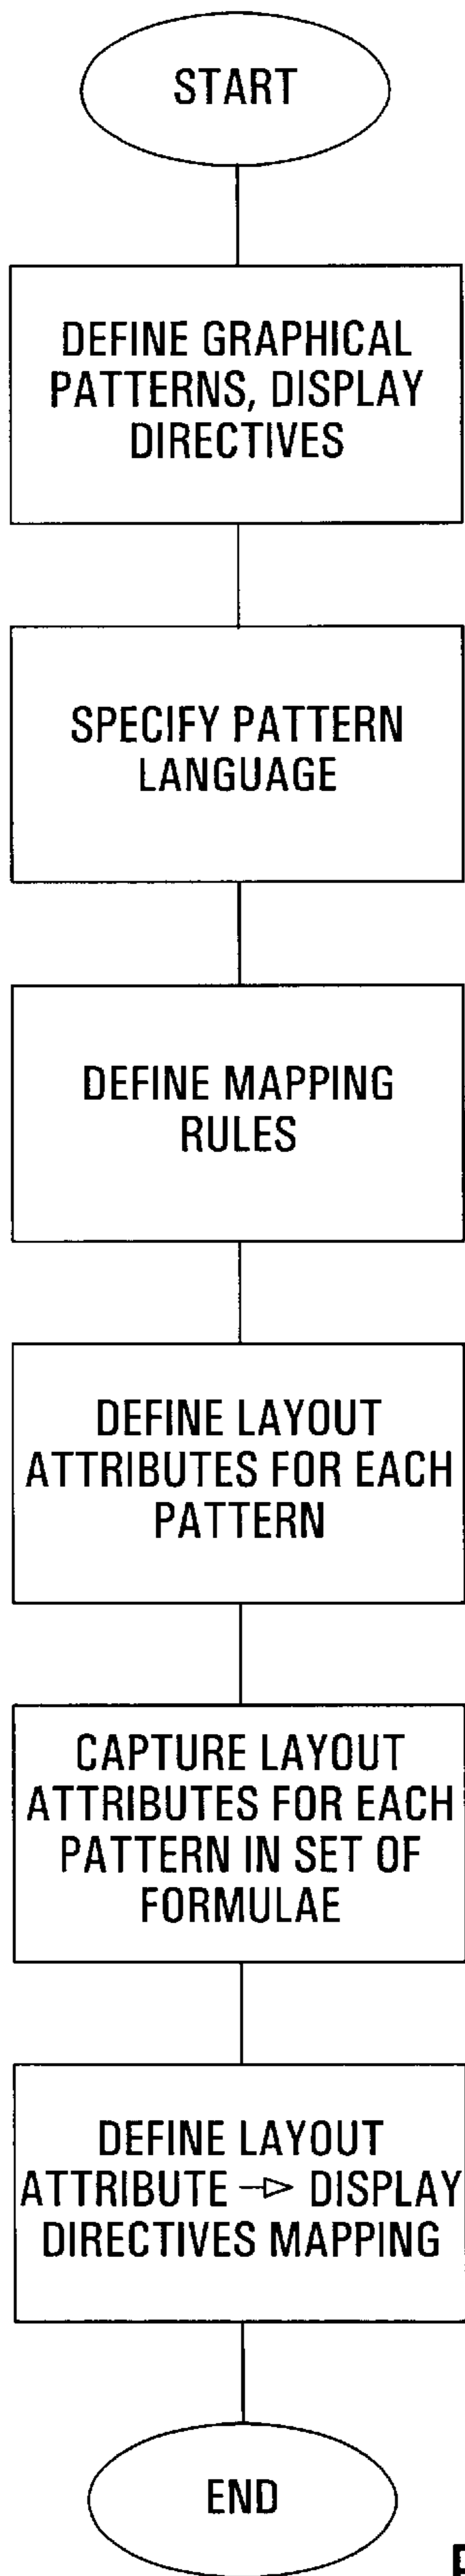 START
DEFINE GRAPHICAL
PATTERNS, DISPLAY
DIRECTIVES
SPECIFY PATTERN
LANGUAGE
DEFINE MAPPING
RULES
DEFINE LAYOUT
ATTRIBUTES FOR EACH
PATTERN
CAPTURE LAYOUT
ATTRIBUTES FOR EACH
PATTERN IN SET OF
FORMULAE
DEFINE LAYOUT
ATTRIBUTE –▷ DISPLAY
DIRECTIVES MAPPING
END